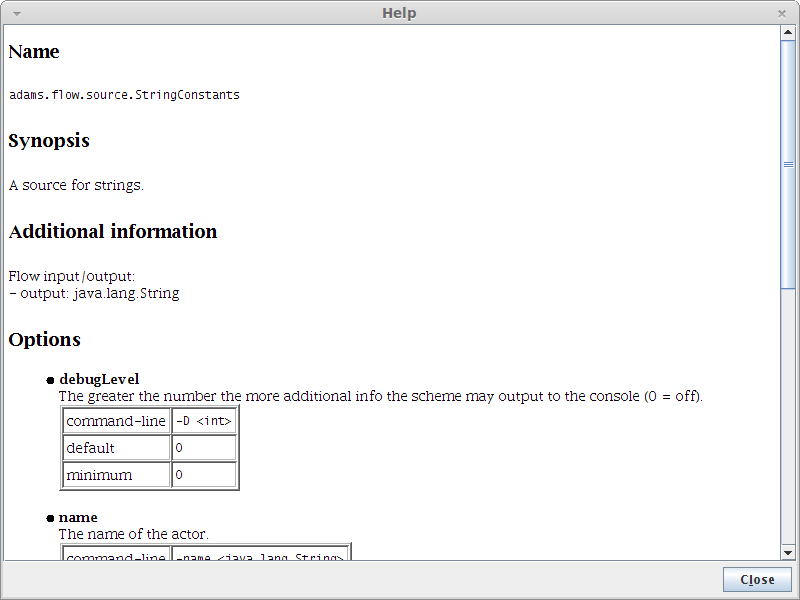 Help
Name
adams.flow.source.StringConstants
Synopsis
A source for strings.
Additional information
Flow input/output:
- output: java.lang.String
Options
● debugLevel
The greater the number the more additional info the scheme may output to the console (0 = off).
command-line -D <int>
default 0
minimum 0
● name
The name of the actor.
command-line -name <java.lang.String>
Close